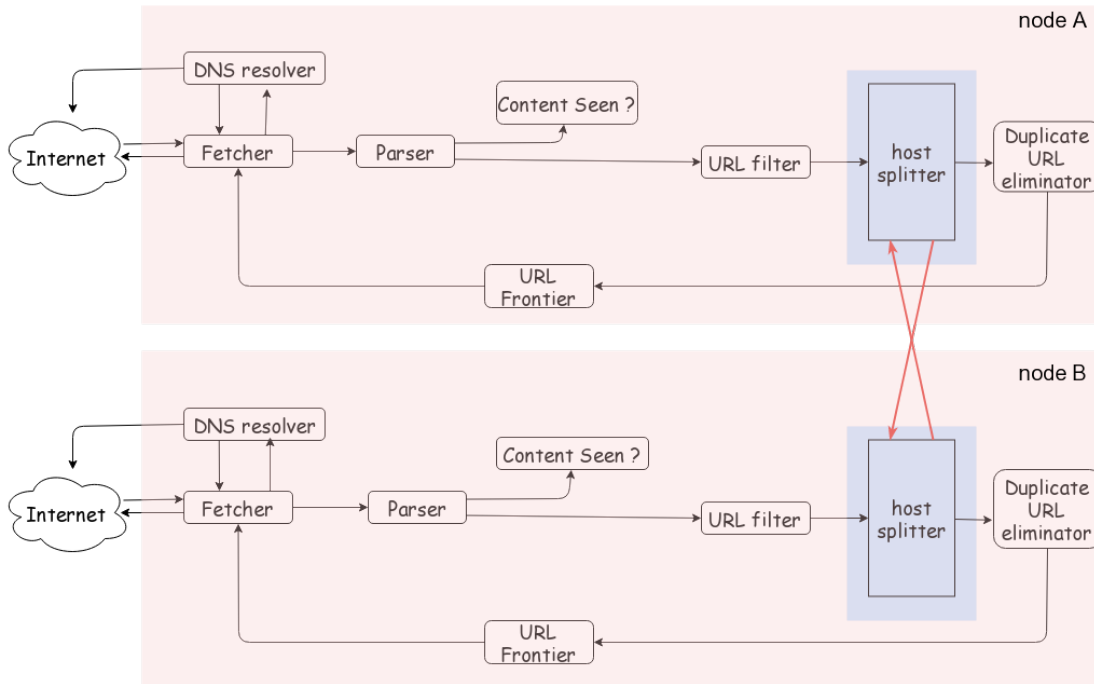 node A
DNS resolver
Content Seen ?
Internet
Fetcher
Parser
URL filter
host
splitter
Duplicate
URL
eliminator
URL
Frontier
node B
DNS resolver
Content Seen ?
Internet
Fetcher
Parser
URL filter
host
splitter
Duplicate
URL
eliminator
URL
Frontier